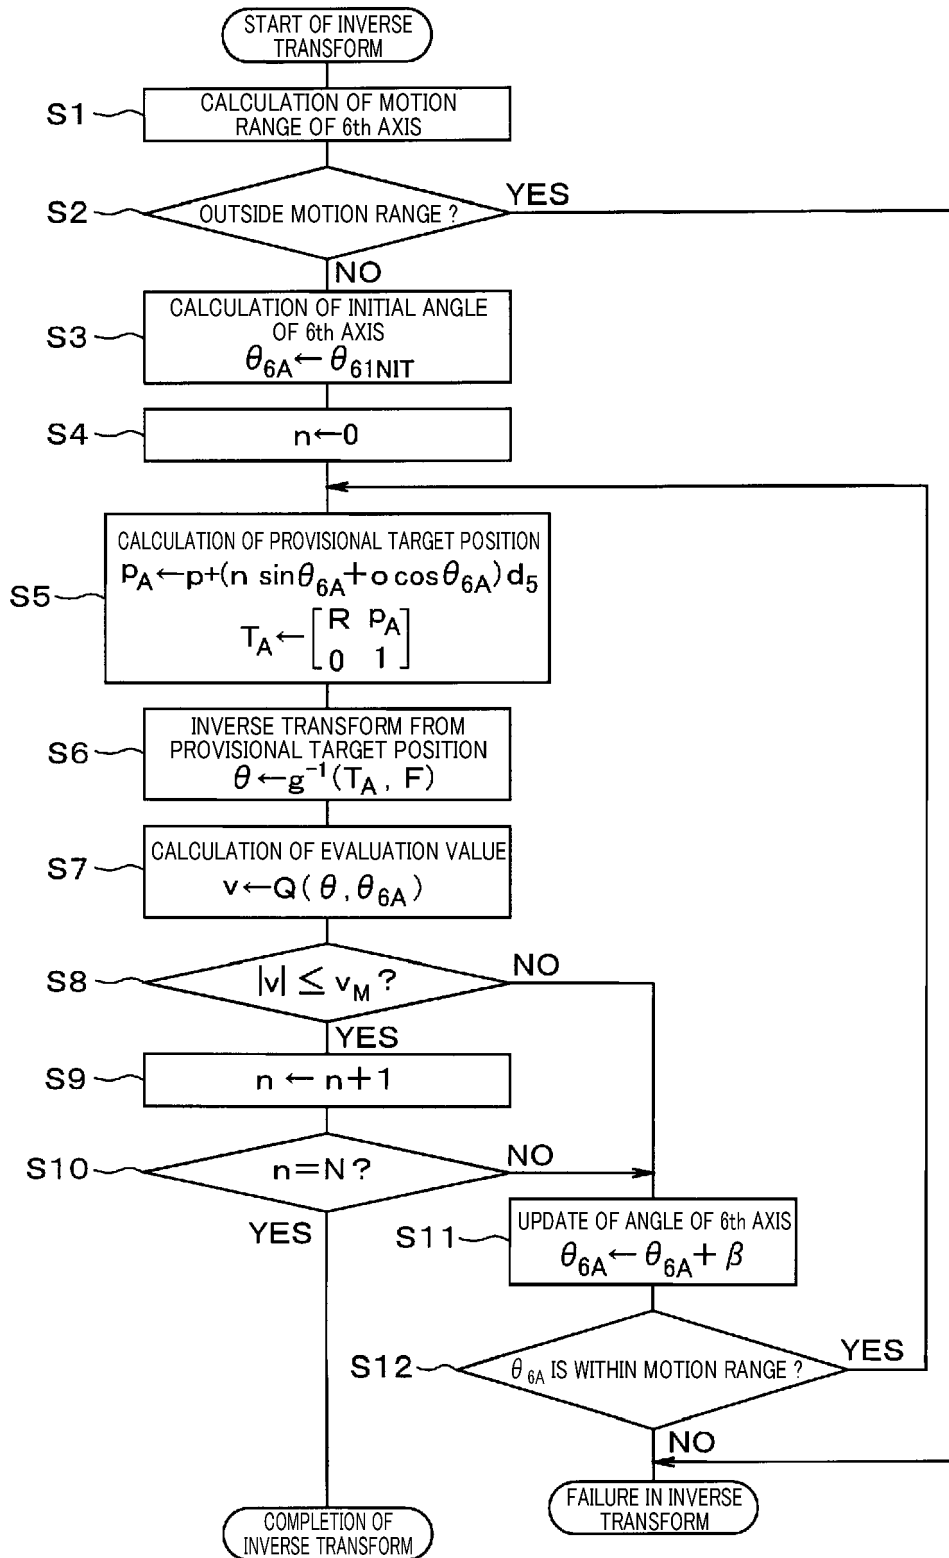 START OF INVERSE
TRANSFORM
S1
CALCULATION OF MOTION
RANGE OF 6th AXIS
S2
OUTSIDE MOTION RANGE ?
YES
NO
S3
CALCULATION OF INITIAL ANGLE
OF 6th AXIS
θ6A ← θ61NIT
S4
n←0
S5
CALCULATION OF PROVISIONAL TARGET POSITION
pA ← p+(n sinθ6A+o cosθ6A) d5
TA ← [R pA
0 1]
S6
INVERSE TRANSFORM FROM
PROVISIONAL TARGET POSITION
θ ← g⁻¹(TA, F)
S7
CALCULATION OF EVALUATION VALUE
v←Q(θ,θ6A)
S8
|v| ≤ vM ?
NO
YES
S9
n ← n+1
S10
n=N ?
NO
YES
S11
UPDATE OF ANGLE OF 6th AXIS
θ6A ← θ6A + β
S12
θ6A IS WITHIN MOTION RANGE ?
YES
NO
FAILURE IN INVERSE
TRANSFORM
COMPLETION OF
INVERSE TRANSFORM